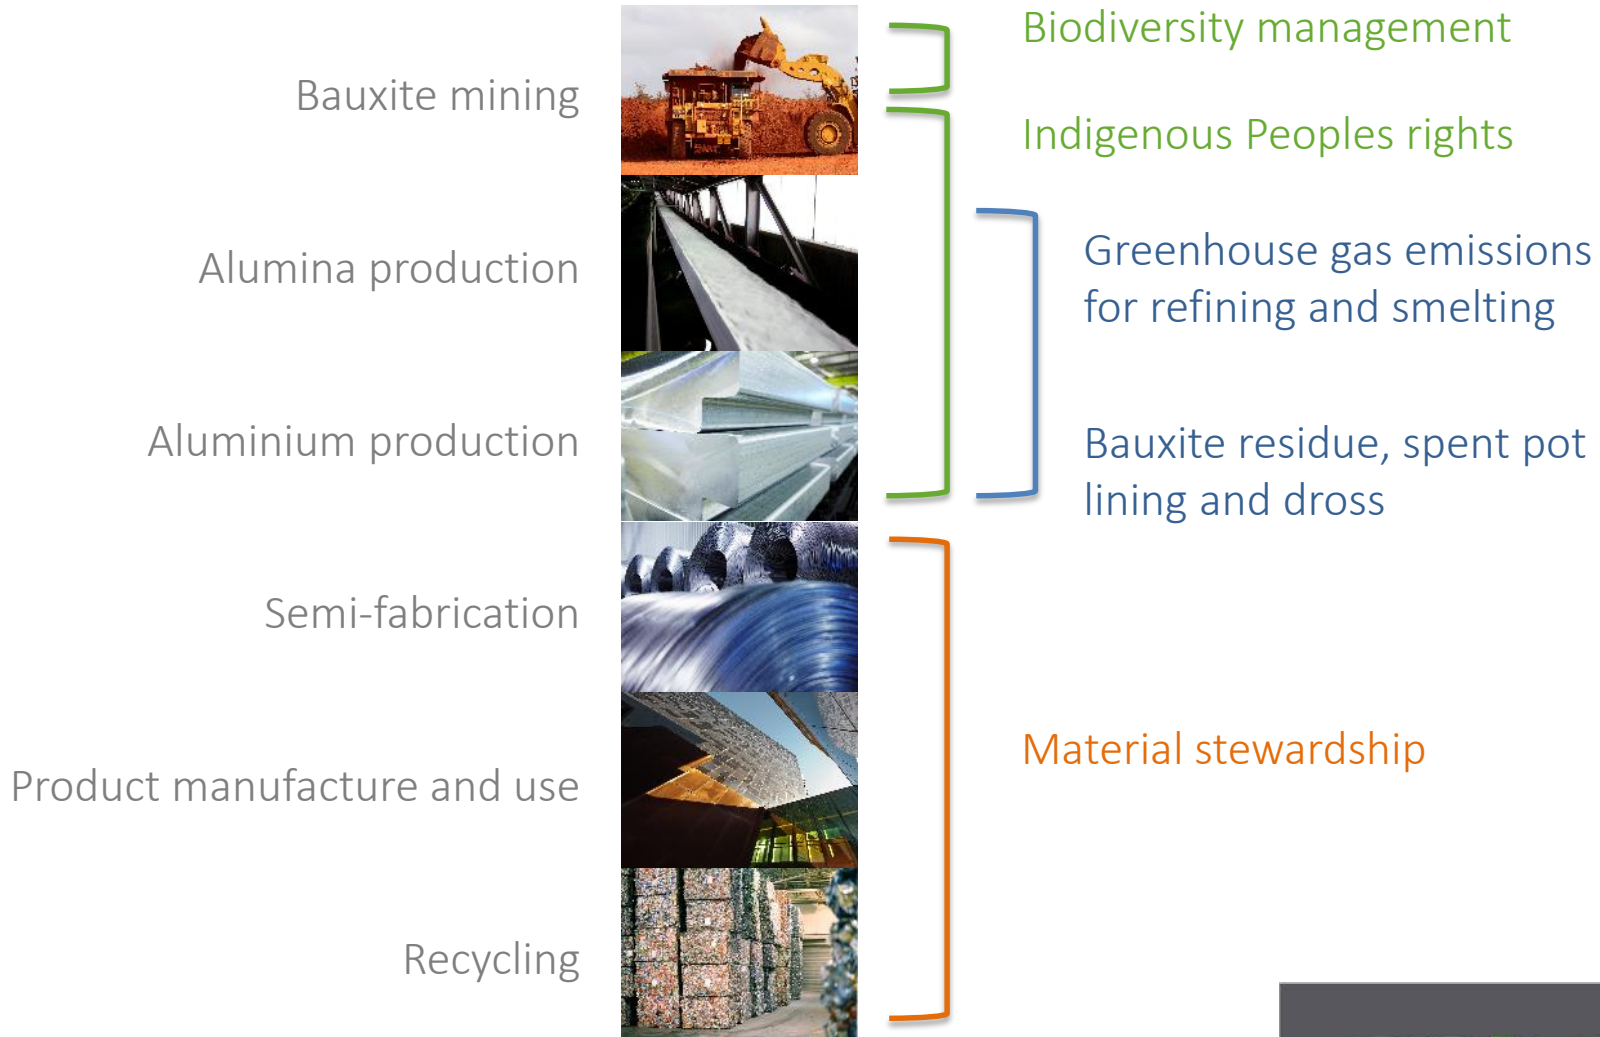 Bauxite mining
Alumina production
Aluminium production
Semi-fabrication
Product manufacture and use
Recycling
Biodiversity management
Indigenous Peoples rights
Greenhouse gas emissions
for refining and smelting
Bauxite residue, spent pot
lining and dross
Material stewardship